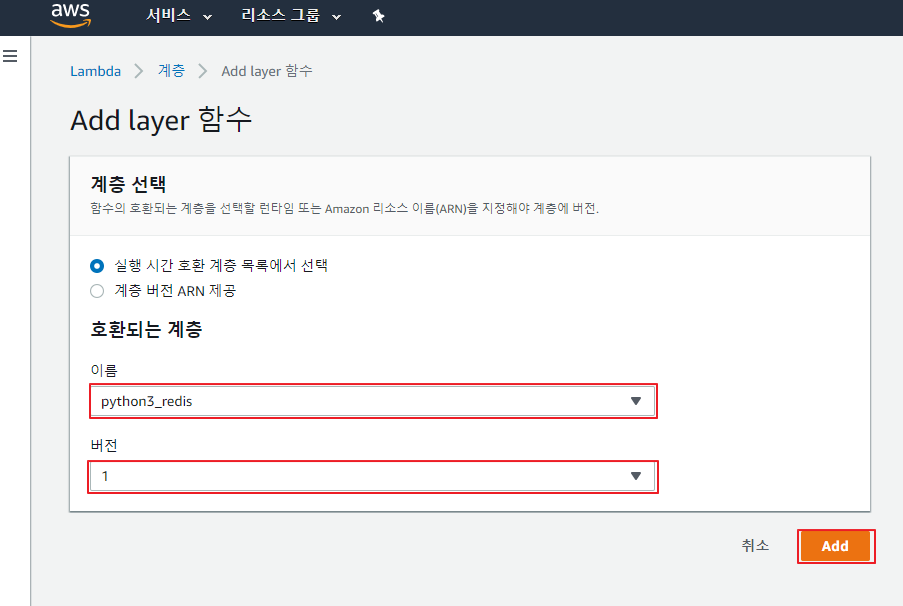 aws 서비스 리소스 그룹
Lambda 계층 Add layer 함수
Add layer 함수
계층 선택
함수의 호환되는 계층을 선택할 런타임 또는 Amazon 리소스 이름(ARN)을 지정해야 계층에 버전.
실행 시간 호환 계층 목록에서 선택
계층 버전 ARN 제공
호환되는 계층
이름
python3_redis
버전
1
취소 Add